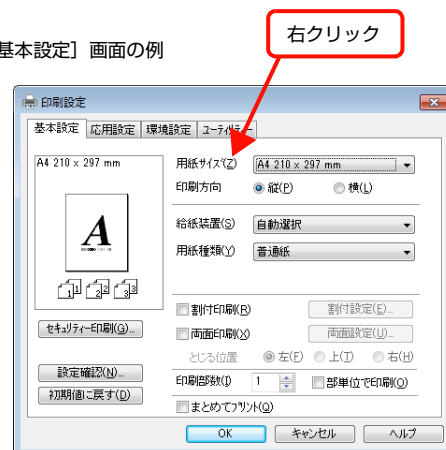 右クリック
基本設定］画面の例
印刷設定
基本設定 応用設定 環境設定 ユーティリティー
A4 210 x 297 mm
用紙サイズ(Z) A4 210 x 297 mm
印刷方向 縦(P) 横(L)
給紙装置(S) 自動選択
用紙種類(Y) 普通紙
A
1 1 2 2 3 3
割付印刷(R) 割付設定(E)...
セキュリティー印刷(G)...
両面印刷(X) 両面設定(U)...
とじる位置 左(F) 上(T) 右(H)
設定確認(N)...
印刷部数(I) 1 部単位で印刷(O)
初期値に戻す(D)
まとめてプリント(Q)
OK キャンセル ヘルプ